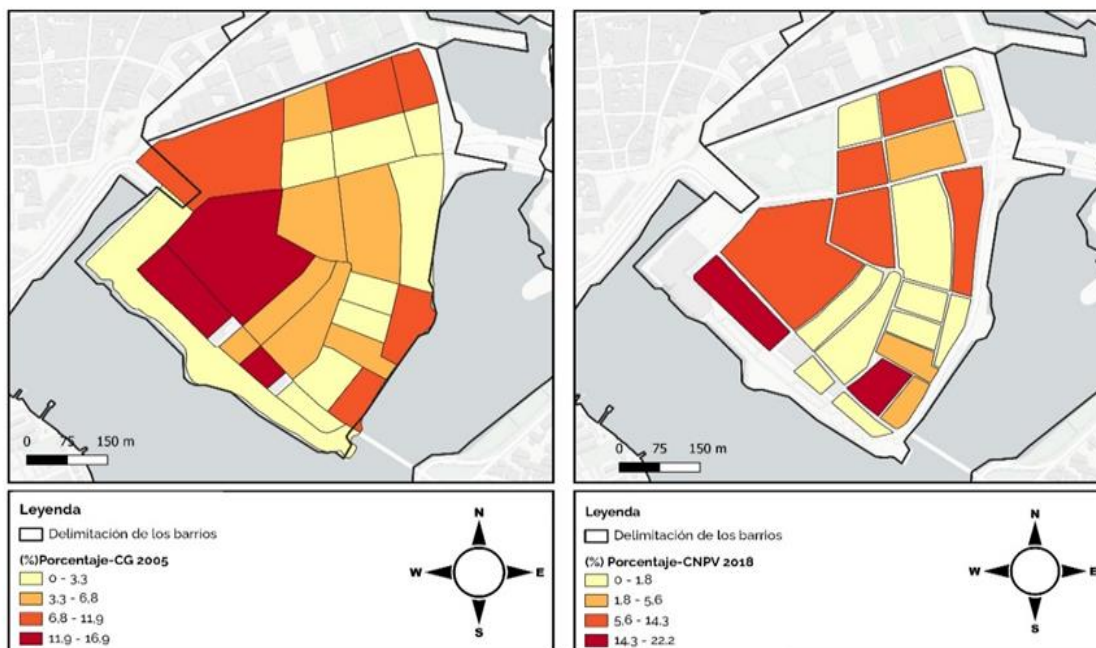 0 75 150 m
Leyenda
Delimitación de los barrios
(%)Porcentaje-CG 2005
0 - 3.3
3.3 - 6.8
6.8 - 11.9
11.9 - 16.9
N
W E
S
0 75 150 m
Leyenda
Delimitación de los barrios
(%) Porcentaje-CNPV 2018
0 - 1.8
1.8 - 5.6
5.6 - 14.3
14.3 - 22.2
N
W E
S